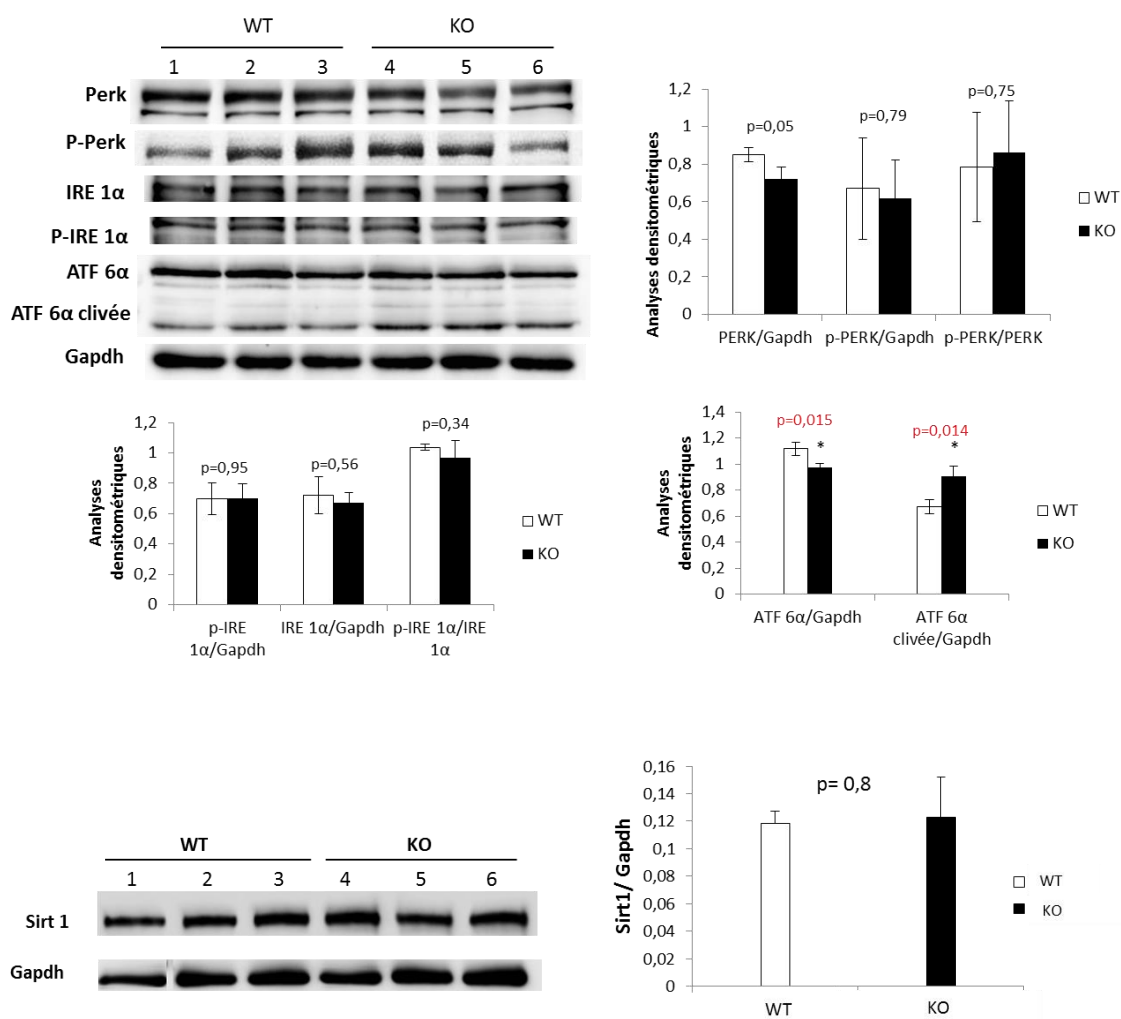 WT KO
1 2 3 4 5 6
Perk
P-Perk
IRE 1α
P-IRE 1α
ATF 6α
ATF 6α clivée
Gapdh
Analyses densitométriques
1,2
1
0,8
0,6
0,4
0,2
0
p=0,05
p=0,79
p=0,75
PERK/Gapdh p-PERK/Gapdh p-PERK/PERK
WT
KO
Analyses
densitométriques
1,2
1
0,8
0,6
0,4
0,2
0
p=0,95
p=0,56
p=0,34
p-IRE
1α/Gapdh
IRE 1α/Gapdh
p-IRE 1α/IRE
1α
WT
KO
Analyses
densitométriques
1,4
1,2
1
0,8
0,6
0,4
0,2
0
p=0,015
*
p=0,014
*
ATF 6α/Gapdh
ATF 6α
clivée/Gapdh
WT
KO
WT KO
1 2 3 4 5 6
Sirt 1
Gapdh
Sirt1/ Gapdh
0,16
0,14
0,12
0,1
0,08
0,06
0,04
0,02
0
p= 0,8
WT KO
WT
KO